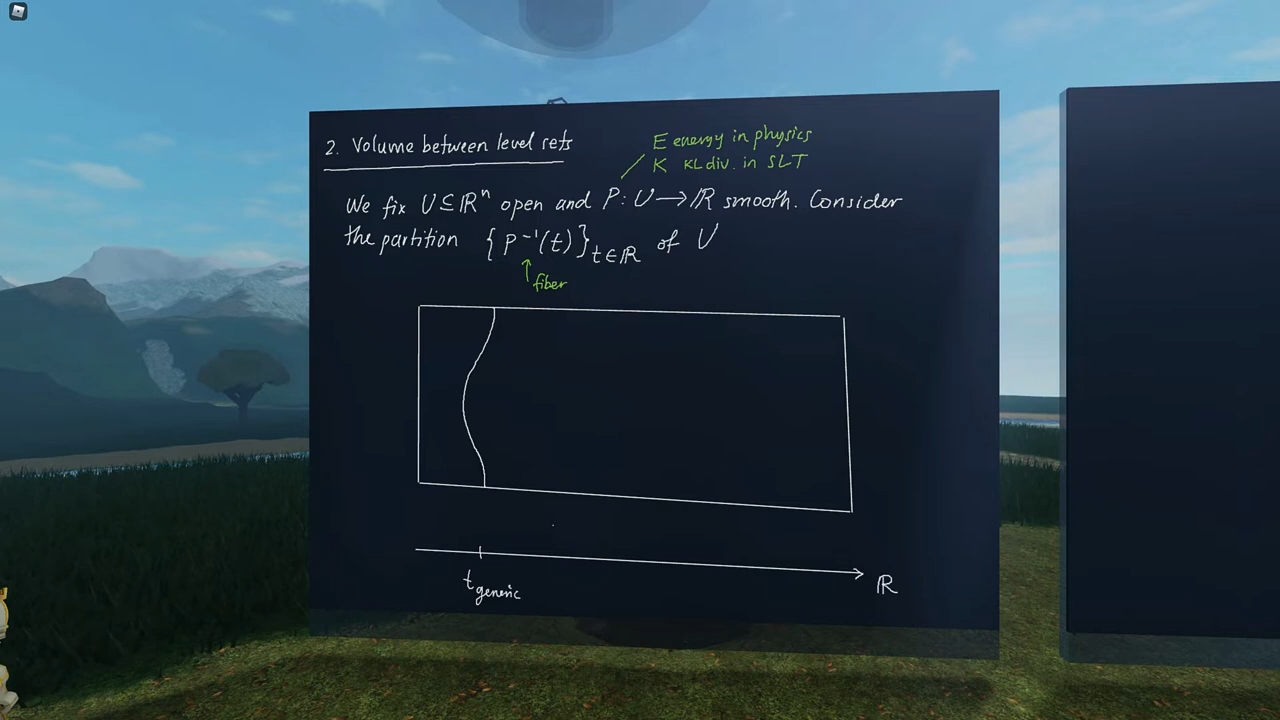 2. Volume between level sets
E energy in physics
K KL div. in SLT
We fix U ⊆ ℝⁿ open and P : U → ℝ smooth. Consider
the partition { P⁻¹(t) }ₜ∈ℝ of U
↑ fiber
t generic
ℝ